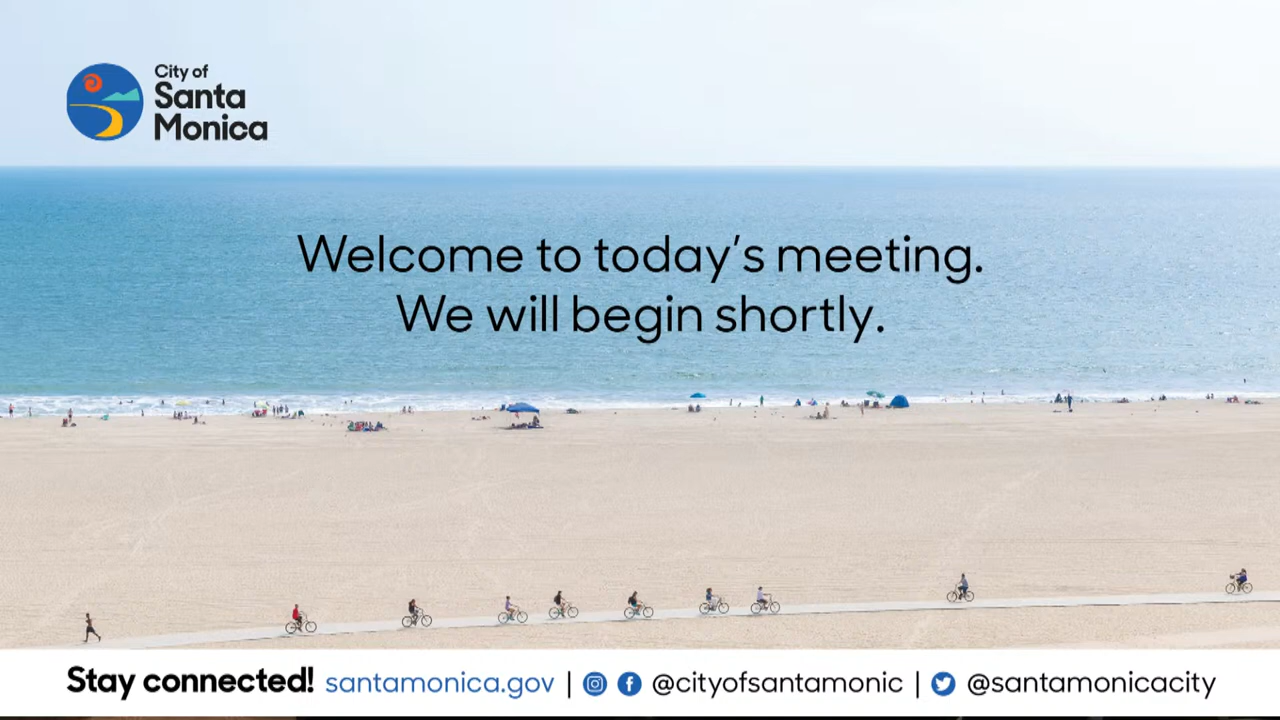 City of
Santa
Monica
Welcome to today's meeting.
We will begin shortly.
Stay connected! santamonica.gov | @cityofsantamonic | @santamonicacity